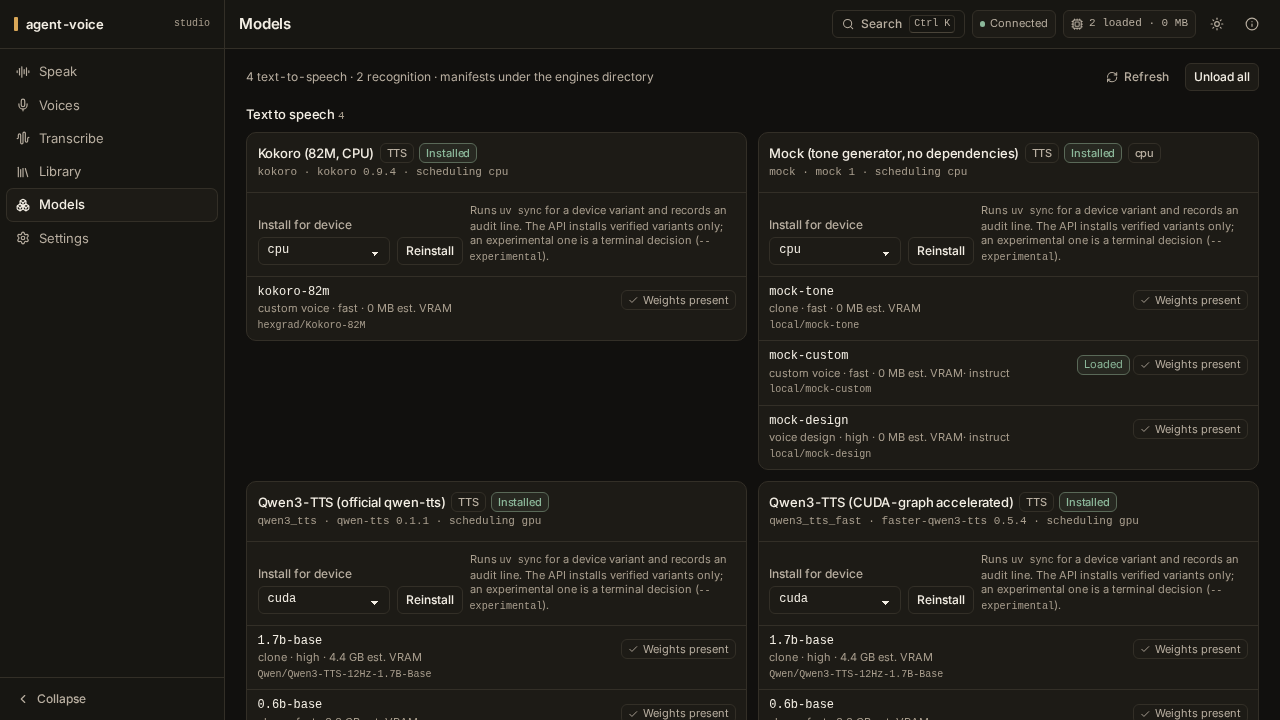 agent-voice
studio
Models
Search Ctrl K
Connected
2 loaded · 0 MB
Speak
Voices
Transcribe
Library
Models
Settings
Collapse
4 text-to-speech · 2 recognition · manifests under the engines directory
Refresh
Unload all
Text to speech 4
Kokoro (82M, CPU) TTS Installed
kokoro · kokoro 0.9.4 · scheduling cpu
Install for device
cpu
Reinstall
Runs uv sync for a device variant and records an
audit line. The API installs verified variants only;
an experimental one is a terminal decision (--
experimental).
kokoro-82m
custom voice · fast · 0 MB est. VRAM
hexgrad/Kokoro-82M
Weights present
Mock (tone generator, no dependencies) TTS Installed cpu
mock · mock 1 · scheduling cpu
Install for device
cpu
Reinstall
Runs uv sync for a device variant and records an
audit line. The API installs verified variants only;
an experimental one is a terminal decision (--
experimental).
mock-tone
clone · fast · 0 MB est. VRAM
local/mock-tone
Weights present
mock-custom
custom voice · fast · 0 MB est. VRAM· instruct
local/mock-custom
Loaded
Weights present
mock-design
voice design · high · 0 MB est. VRAM· instruct
local/mock-design
Weights present
Qwen3-TTS (official qwen-tts) TTS Installed
qwen3_tts · qwen-tts 0.1.1 · scheduling gpu
Install for device
cuda
Reinstall
Runs uv sync for a device variant and records an
audit line. The API installs verified variants only;
an experimental one is a terminal decision (--
experimental).
1.7b-base
clone · high · 4.4 GB est. VRAM
Qwen/Qwen3-TTS-12Hz-1.7B-Base
Weights present
0.6b-base
Weights present
Qwen3-TTS (CUDA-graph accelerated) TTS Installed
qwen3_tts_fast · faster-qwen3-tts 0.5.4 · scheduling gpu
Install for device
cuda
Reinstall
Runs uv sync for a device variant and records an
audit line. The API installs verified variants only;
an experimental one is a terminal decision (--
experimental).
1.7b-base
clone · high · 4.4 GB est. VRAM
Qwen/Qwen3-TTS-12Hz-1.7B-Base
Weights present
0.6b-base
Weights present